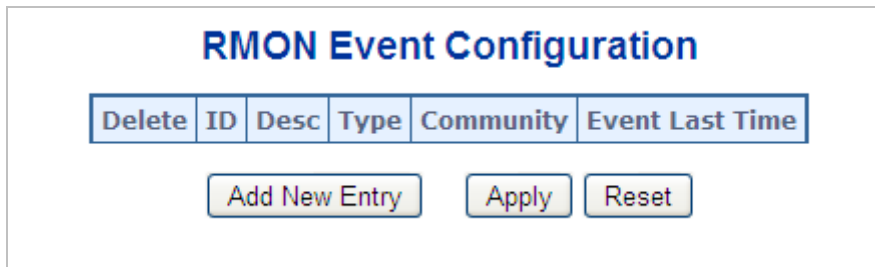 RMON Event Configuration
Delete ID Desc Type Community Event Last Time
Add New Entry Apply Reset